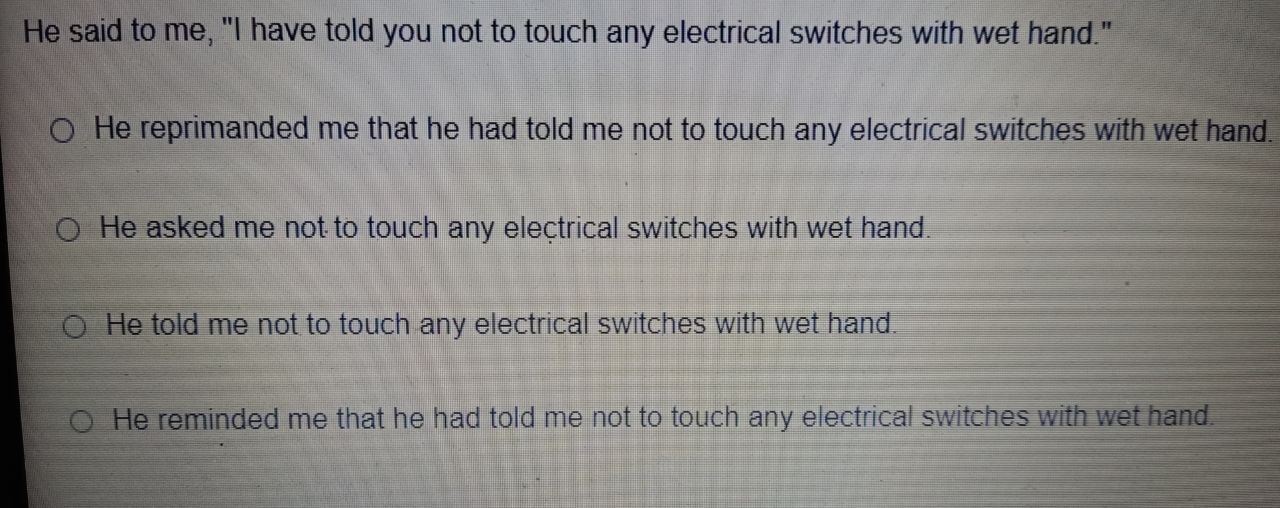 He said to me, "I have told you not to touch any electrical switches with wet hand."
He reprimanded me that he had told me not to touch any electrical switches with wet hand.
He asked me not to touch any electrical switches with wet hand.
He told me not to touch any electrical switches with wet hand.
He reminded me that he had told me not to touch any electrical switches with wet hand.